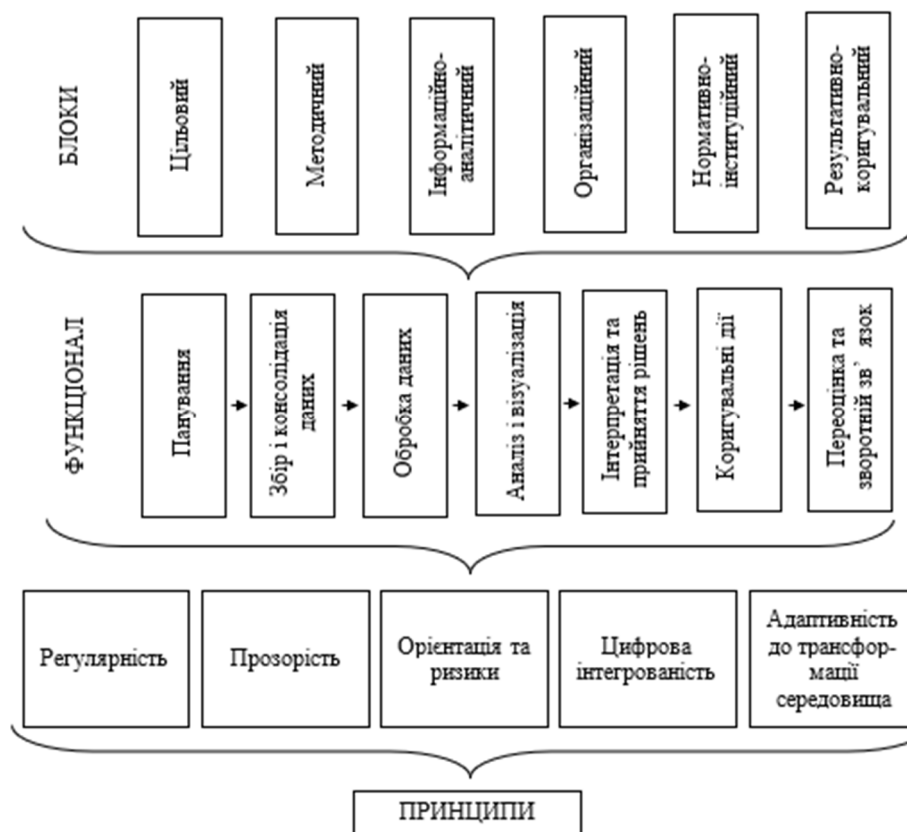 БЛОКИ
Цільовий
Методичний
Інформаційно-
аналітичний
Організаційний
Нормативно-
інституційний
Результативно-
коригувальний
ФУНКЦІОНАЛ
Панування
Збір і консолідація
даних
Обробка даних
Аналіз і візуалізація
Інтерпретація та
прийняття рішень
Коригувальні дії
Переоцінка та
зворотній зв’ язок
Регулярність
Прозорість
Орієнтація та
ризики
Цифрова
інтегрованість
Адаптивність
до трансфор-
мації
середовища
ПРИНЦИПИ